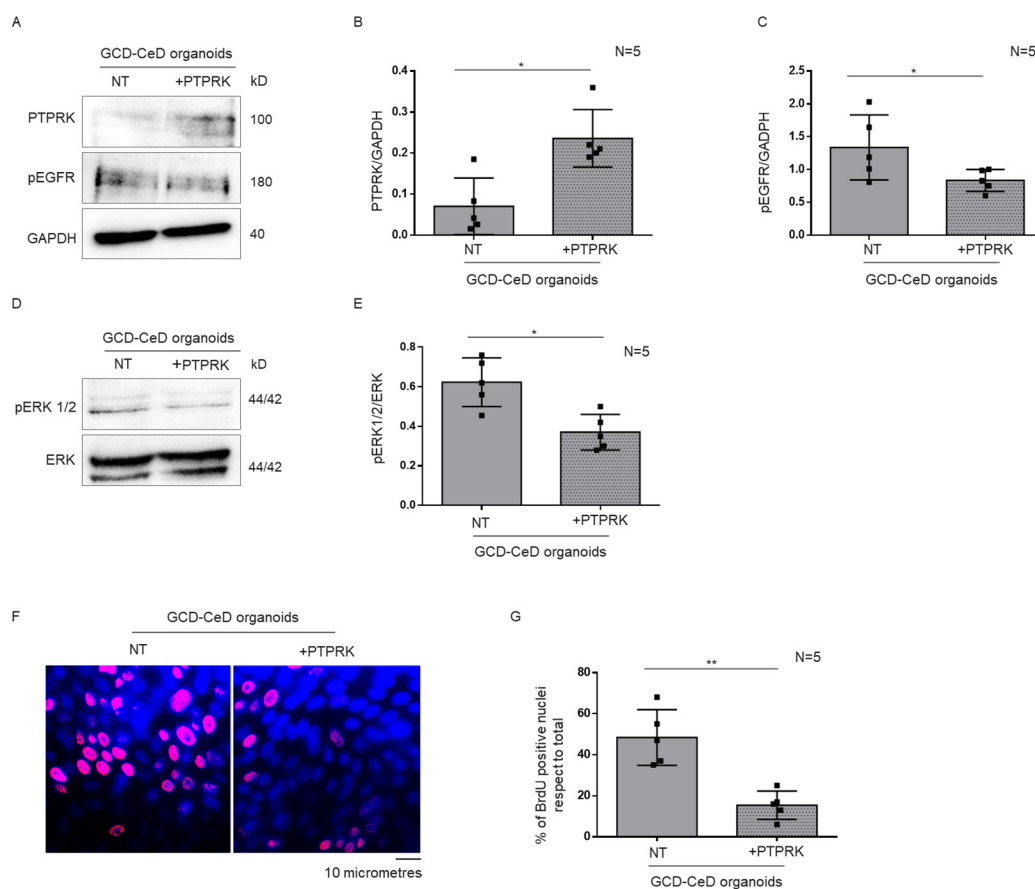 A
GCD-CeD organoids
NT +PTPRK kD
PTPRK 100
pEGFR 180
GAPDH 40
B
N=5
*
PTPRK/GAPDH
0.4
0.3
0.2
0.1
0.0
NT +PTPRK
GCD-CeD organoids
C
N=5
*
pEGFR/GADPH
2.5
2.0
1.5
1.0
0.5
0.0
NT +PTPRK
GCD-CeD organoids
D
GCD-CeD organoids
NT +PTPRK kD
pERK 1/2 44/42
ERK 44/42
E
N=5
*
pERK1/2/ERK
0.8
0.6
0.4
0.2
0.0
NT +PTPRK
GCD-CeD organoids
F
GCD-CeD organoids
NT +PTPRK
10 micrometres
G
N=5
**
% of BrdU positive nuclei
respect to total
80
60
40
20
0
NT +PTPRK
GCD-CeD organoids